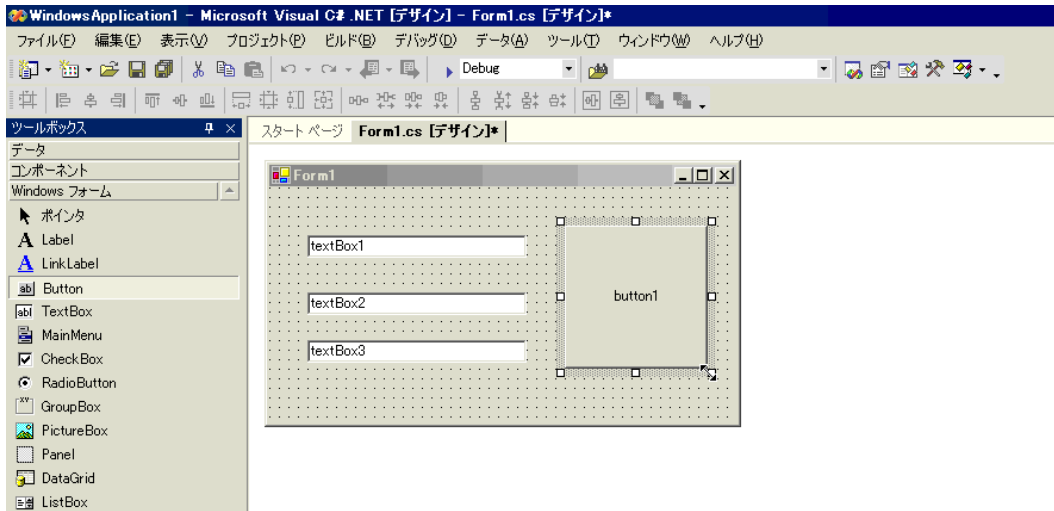 WindowsApplication1 - Microsoft Visual C# .NET [デザイン] - Form1.cs [デザイン]*
ファイル(F) 編集(E) 表示(V) プロジェクト(P) ビルド(B) デバッグ(D) データ(A) ツール(T) ウィンドウ(W) ヘルプ(H)
Debug
ツールボックス
スタート ページ Form1.cs [デザイン]*
データ
コンポーネント
Windows フォーム
ポインタ
A Label
A LinkLabel
ab Button
abl TextBox
MainMenu
CheckBox
RadioButton
XY GroupBox
PictureBox
Panel
DataGrid
ListBox
Form1
textBox1
textBox2
textBox3
button1